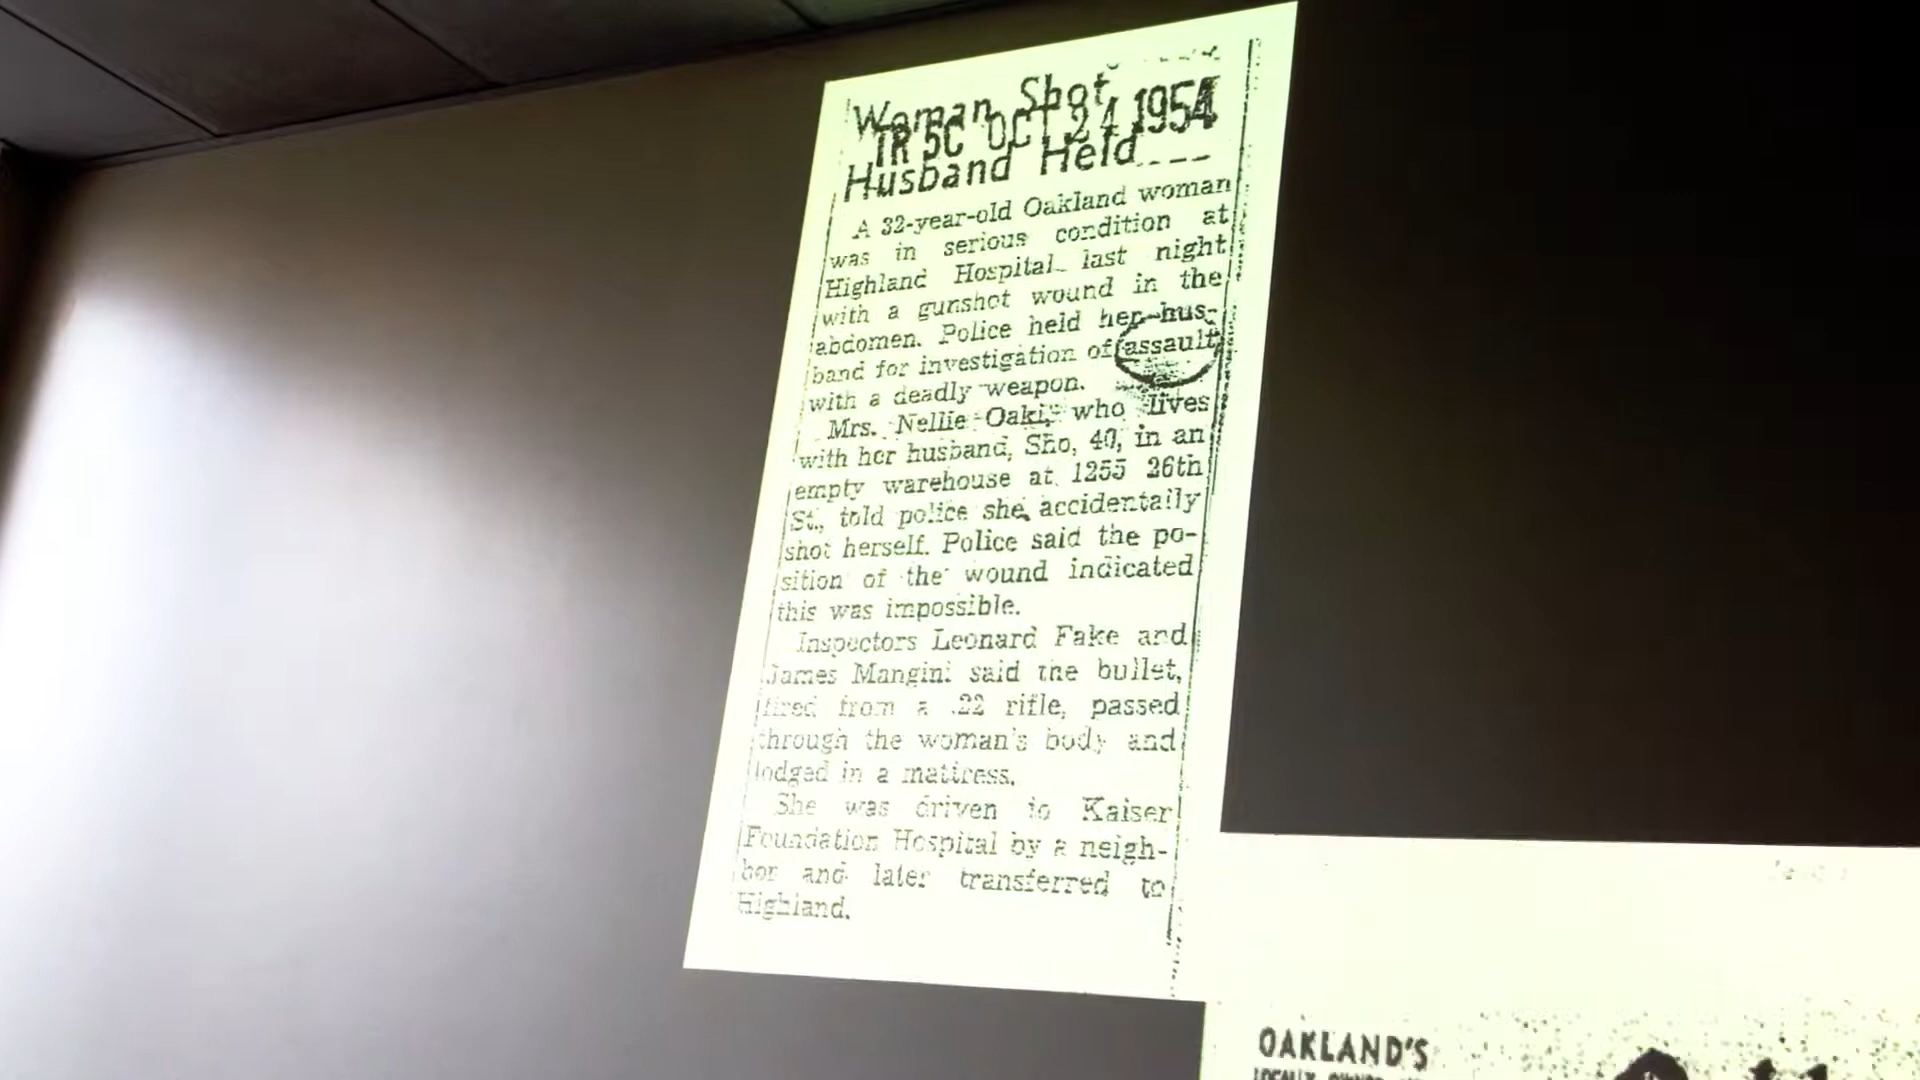 Woman Shot
TR 5C OCT 24 1954
Husband Held
A 32-year-old Oakland woman
was in serious condition at
Highland Hospital last night
with a gunshot wound in the
abdomen. Police held her hus-
band for investigation of assault
with a deadly weapon.
Mrs. Nellie Oaki, who lives
with her husband, Sho, 40, in an
empty warehouse at 1255 26th
St., told police she accidentally
shot herself. Police said the po-
sition of the wound indicated
this was impossible.
Inspectors Leonard Fake and
James Mangini said the bullet,
fired from a .22 rifle, passed
through the woman's body and
lodged in a mattress.
She was driven to Kaiser
Foundation Hospital by a neigh-
bor and later transferred to
Highland.
OAKLAND'S
LOCALLY OWNED